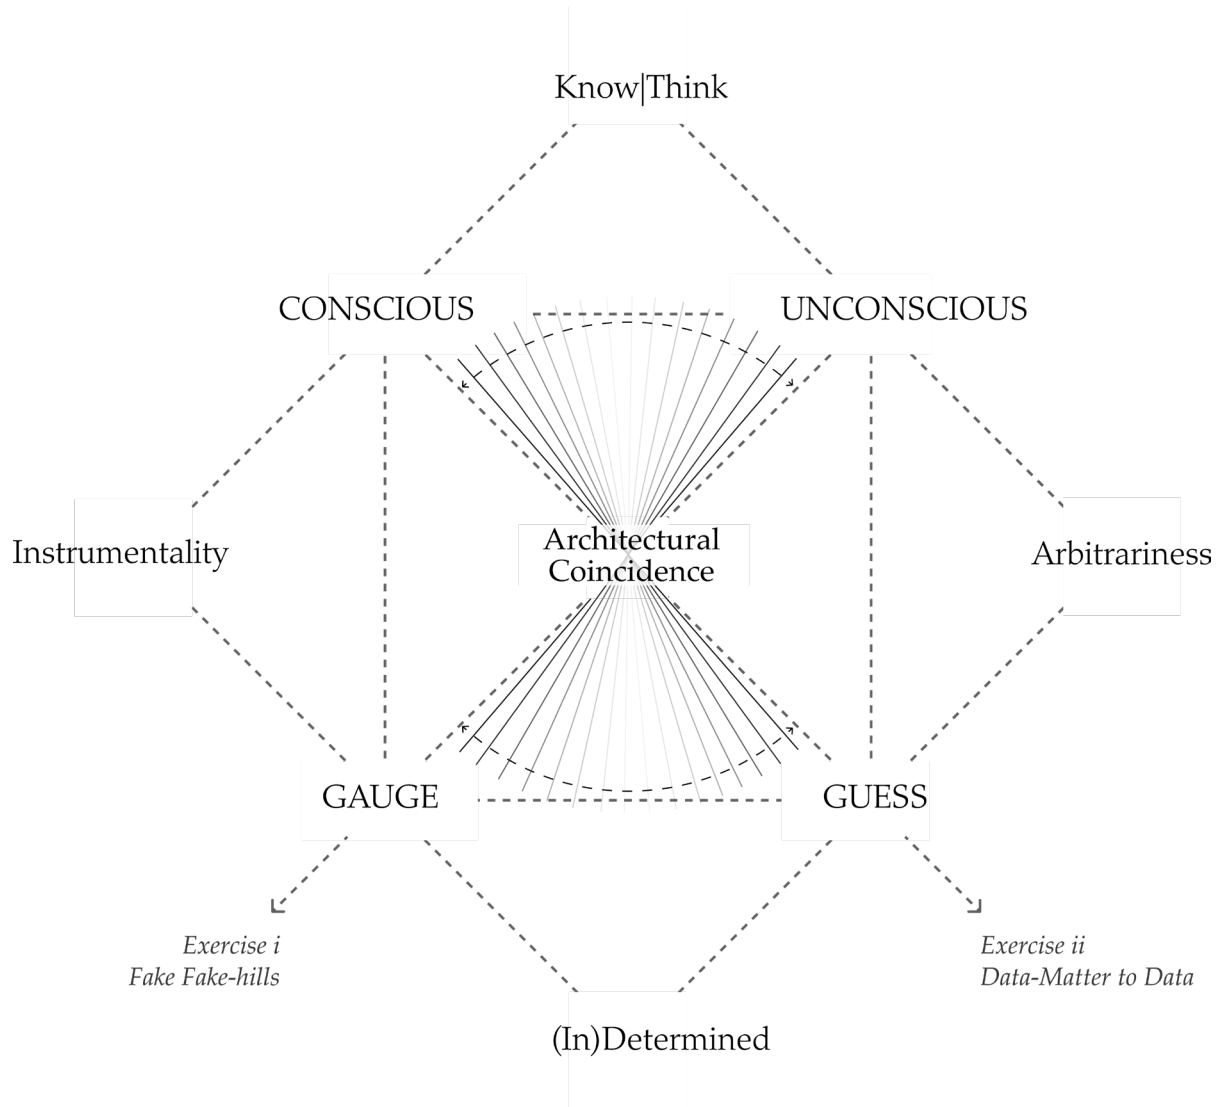 Know|Think
CONSCIOUS
UNCONSCIOUS
Instrumentality
Architectural
Coincidence
Arbitrariness
GAUGE
GUESS
Exercise i
Fake Fake-hills
Exercise ii
Data-Matter to Data
(In)Determined